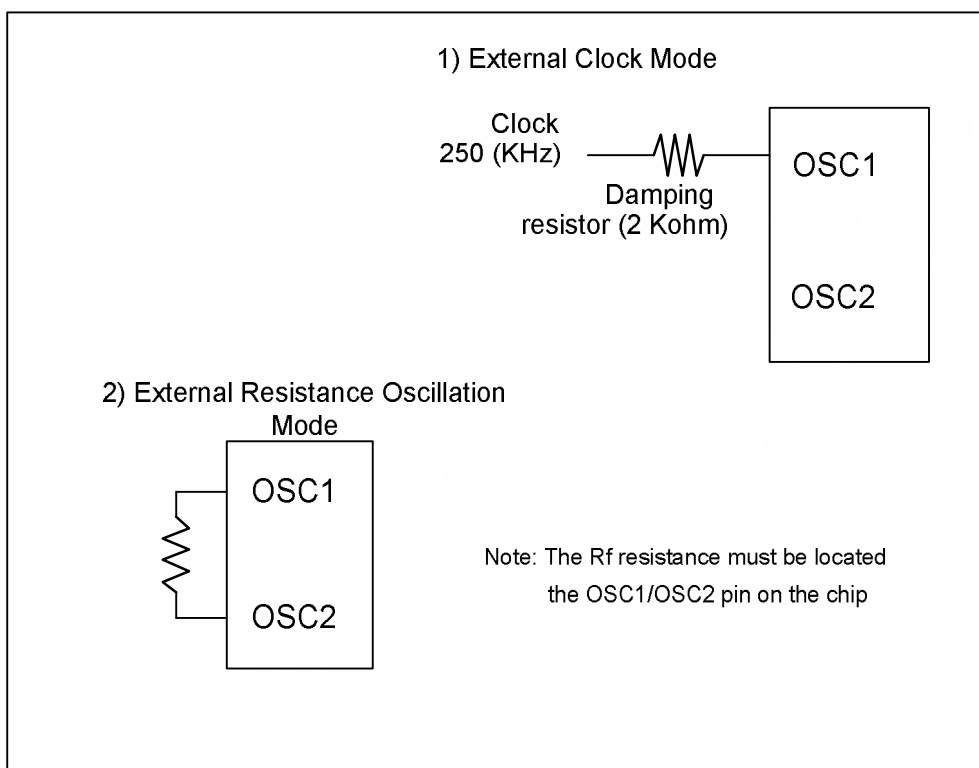 1) External Clock Mode
Clock
250 (KHz)
Damping
resistor (2 Kohm)
OSC1
OSC2
2) External Resistance Oscillation
Mode
OSC1
OSC2
Note: The Rf resistance must be located
the OSC1/OSC2 pin on the chip